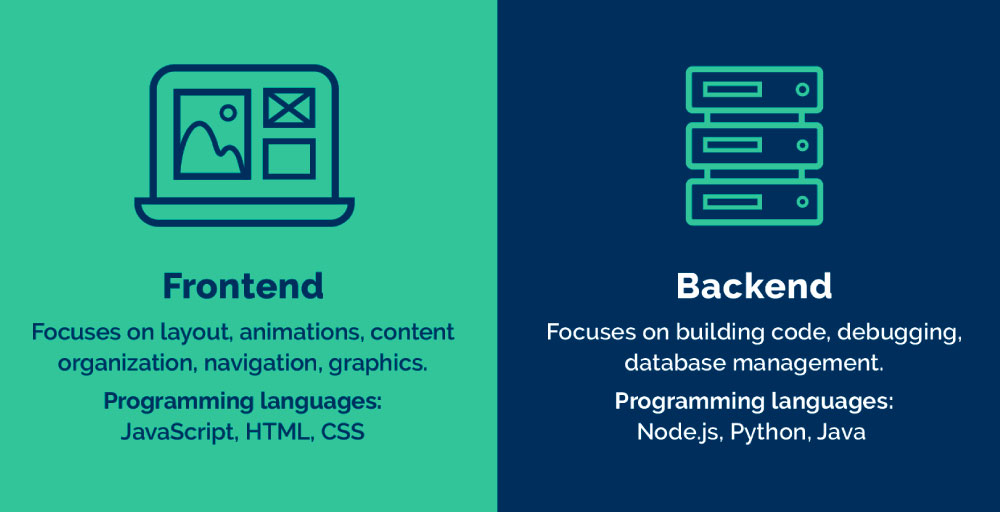 Frontend
Focuses on layout, animations, content
organization, navigation, graphics.
Programming languages:
JavaScript, HTML, CSS
Backend
Focuses on building code, debugging,
database management.
Programming languages:
Node.js, Python, Java